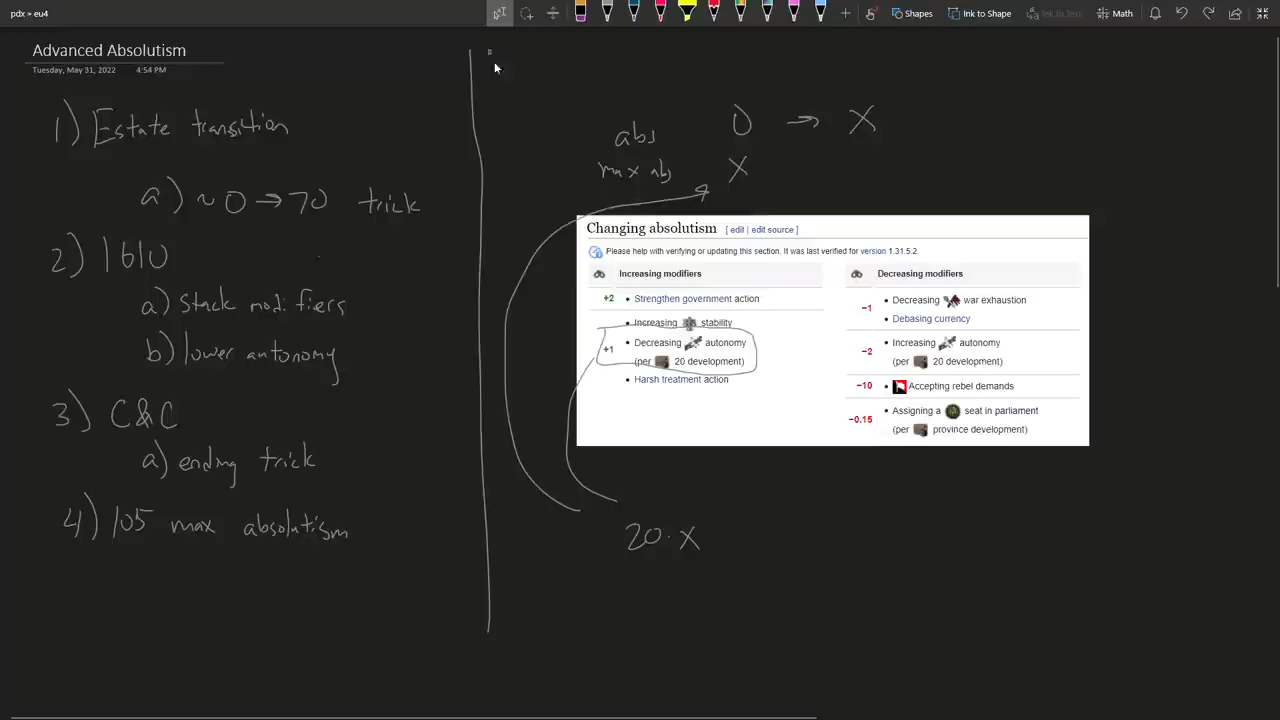 pdx » eu4
Shapes
Ink to Shape
Ink to Text
Math
Advanced Absolutism
Tuesday, May 31, 2022 4:54 PM
1) Estate transition
a) ~0 → 70 trick
2) 1610
a) stack modifiers
b) lower autonomy
3) C&C
a) ending trick
4) 105 max absolutism
abs 0 → X
max abs X
Changing absolutism [ edit | edit source ]
Please help with verifying or updating this section. It was last verified for version 1.31.5.2.
Increasing modifiers
+2 • Strengthen government action
+1 • Increasing stability
• Decreasing autonomy
(per 20 development)
• Harsh treatment action
Decreasing modifiers
−1 • Decreasing war exhaustion
• Debasing currency
−2 • Increasing autonomy
(per 20 development)
−10 • Accepting rebel demands
−0.15 • Assigning a seat in parliament
(per province development)
20 · X